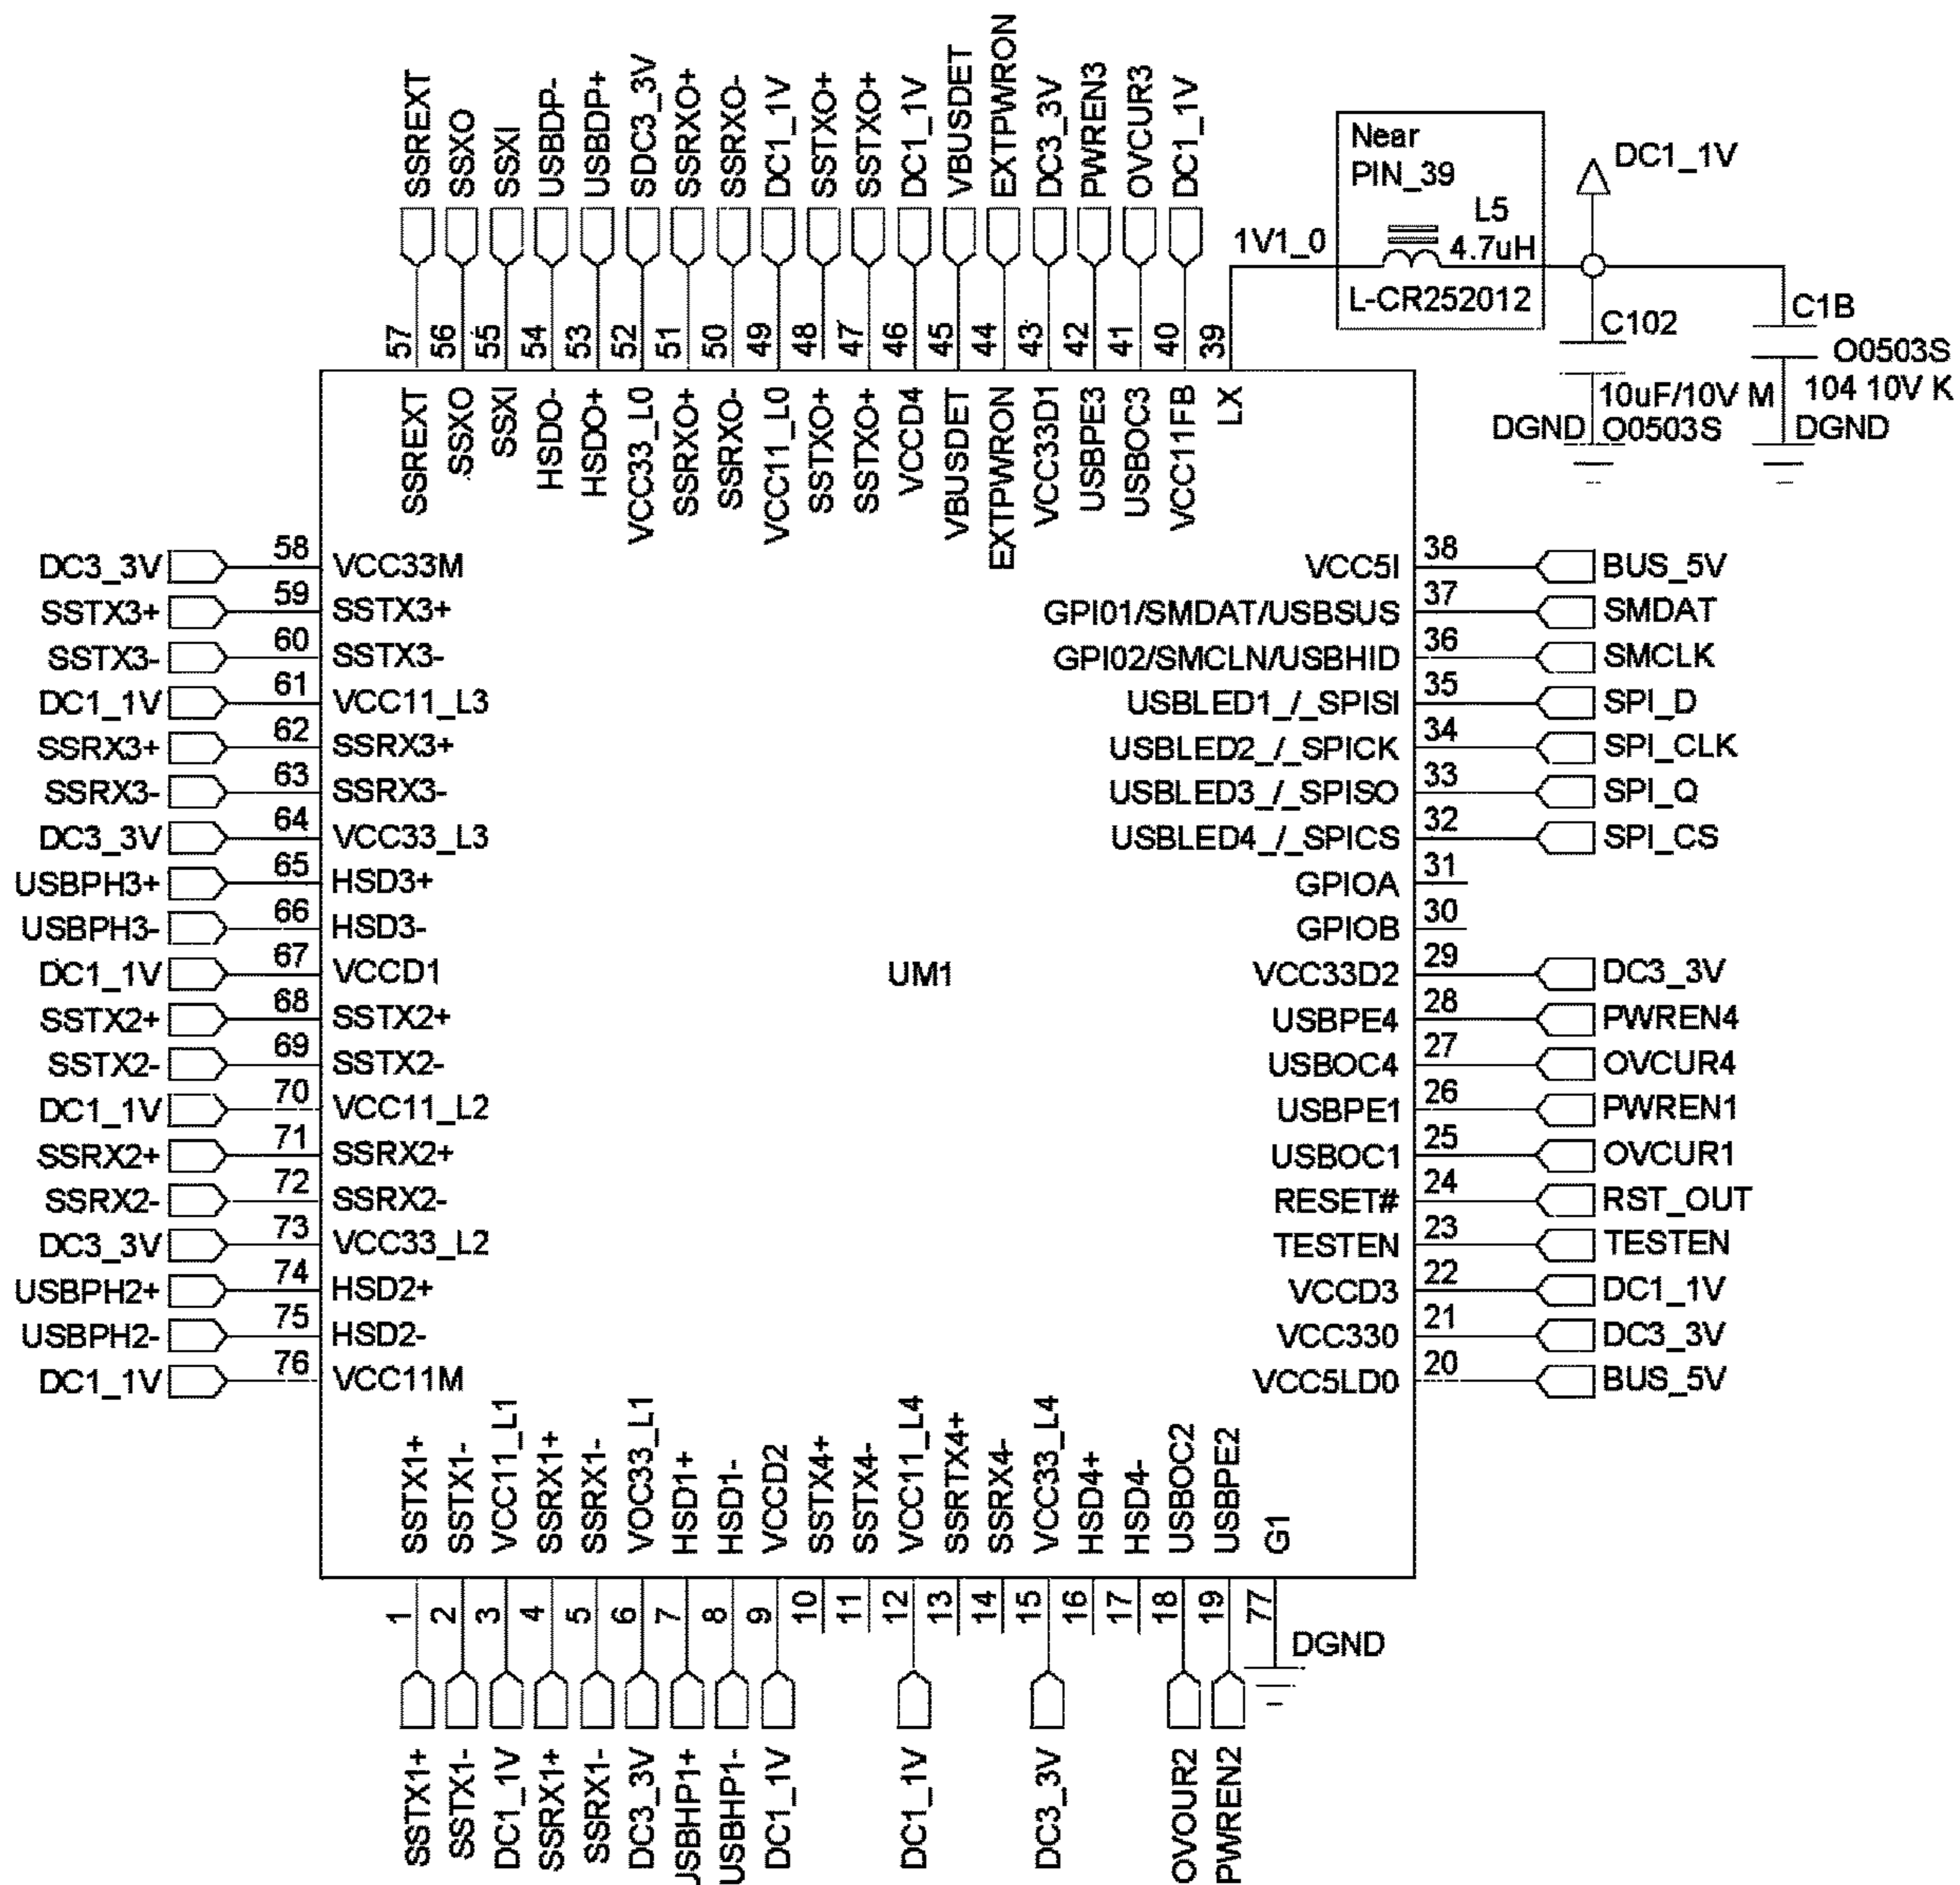 SSREXT
SSXO
SSXI
USBDP-
USBDP+
SDC3_3V
SSRXO+
SSRXO-
DC1_1V
SSTXO+
SSTXO+
DC1_1V
VBUSDET
EXTPWRON
DC3_3V
PWREN3
OVCUR3
DC1_1V
57
56
55
54
53
52
51
50
49
48
47
46
45
44
43
42
41
40
39
SSREXT
SSXO
SSXI
HSDO-
HSDO+
VCC33_L0
SSRXO+
SSRXO-
VCC11_L0
SSTXO+
SSTXO+
VCCD4
VBUSDET
EXTPWRON
VCC33D1
USBPE3
USBOC3
VCC11FB
LX
1V1_0
Near
PIN_39
L5
4.7uH
L-CR252012
DC1_1V
C102
10uF/10V M
O0503S
DGND
C1B
O0503S
104 10V K
DGND
DC3_3V 58 VCC33M
SSTX3+ 59 SSTX3+
SSTX3- 60 SSTX3-
DC1_1V 61 VCC11_L3
SSRX3+ 62 SSRX3+
SSRX3- 63 SSRX3-
DC3_3V 64 VCC33_L3
USBPH3+ 65 HSD3+
USBPH3- 66 HSD3-
DC1_1V 67 VCCD1
SSTX2+ 68 SSTX2+
SSTX2- 69 SSTX2-
DC1_1V 70 VCC11_L2
SSRX2+ 71 SSRX2+
SSRX2- 72 SSRX2-
DC3_3V 73 VCC33_L2
USBPH2+ 74 HSD2+
USBPH2- 75 HSD2-
DC1_1V 76 VCC11M
UM1
VCC5I 38 BUS_5V
GPI01/SMDAT/USBSUS 37 SMDAT
GPI02/SMCLN/USBHID 36 SMCLK
USBLED1_/_SPISI 35 SPI_D
USBLED2_/_SPICK 34 SPI_CLK
USBLED3_/_SPISO 33 SPI_Q
USBLED4_/_SPICS 32 SPI_CS
GPIOA 31
GPIOB 30
VCC33D2 29 DC3_3V
USBPE4 28 PWREN4
USBOC4 27 OVCUR4
USBPE1 26 PWREN1
USBOC1 25 OVCUR1
RESET# 24 RST_OUT
TESTEN 23 TESTEN
VCCD3 22 DC1_1V
VCC330 21 DC3_3V
VCC5LD0 20 BUS_5V
SSTX1+
SSTX1-
VCC11_L1
SSRX1+
SSRX1-
VOC33_L1
HSD1+
HSD1-
VCCD2
SSTX4+
SSTX4-
VCC11_L4
SSRTX4+
SSRX4-
VCC33_L4
HSD4+
HSD4-
USBOC2
USBPE2
G1
1
2
3
4
5
6
7
8
9
10
11
12
13
14
15
16
17
18
19
77
DGND
SSTX1+
SSTX1-
DC1_1V
SSRX1+
SSRX1-
DC3_3V
USBHP1+
USBHP1-
DC1_1V
DC1_1V
DC3_3V
OVOUR2
PWREN2